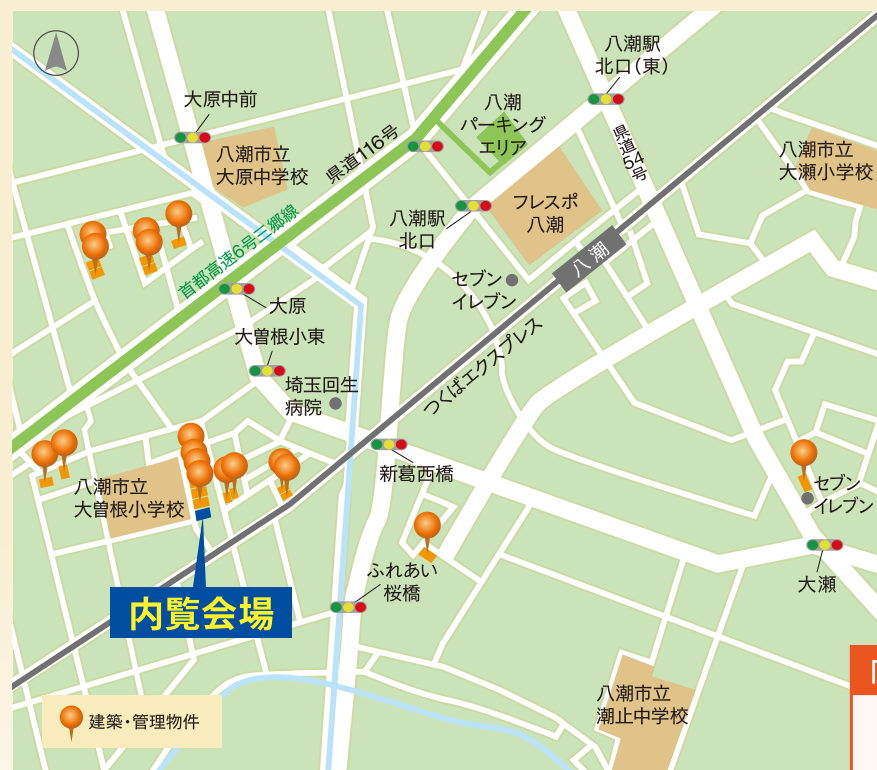 八潮駅
北口（東）
大原中前
八潮
パーキング
エリア
県道116号
県道54号
八潮市立
大原中学校
八潮市立
大瀬小学校
フレスポ
八潮
八潮駅
北口
首都高速6号三郷線
八潮
セブン
イレブン
大原
大曽根小東
つくばエクスプレス
埼玉回生
病院
新葛西橋
八潮市立
大曽根小学校
セブン
イレブン
大瀬
ふれあい
桜橋
内覧会場
八潮市立
潮止中学校
建築・管理物件